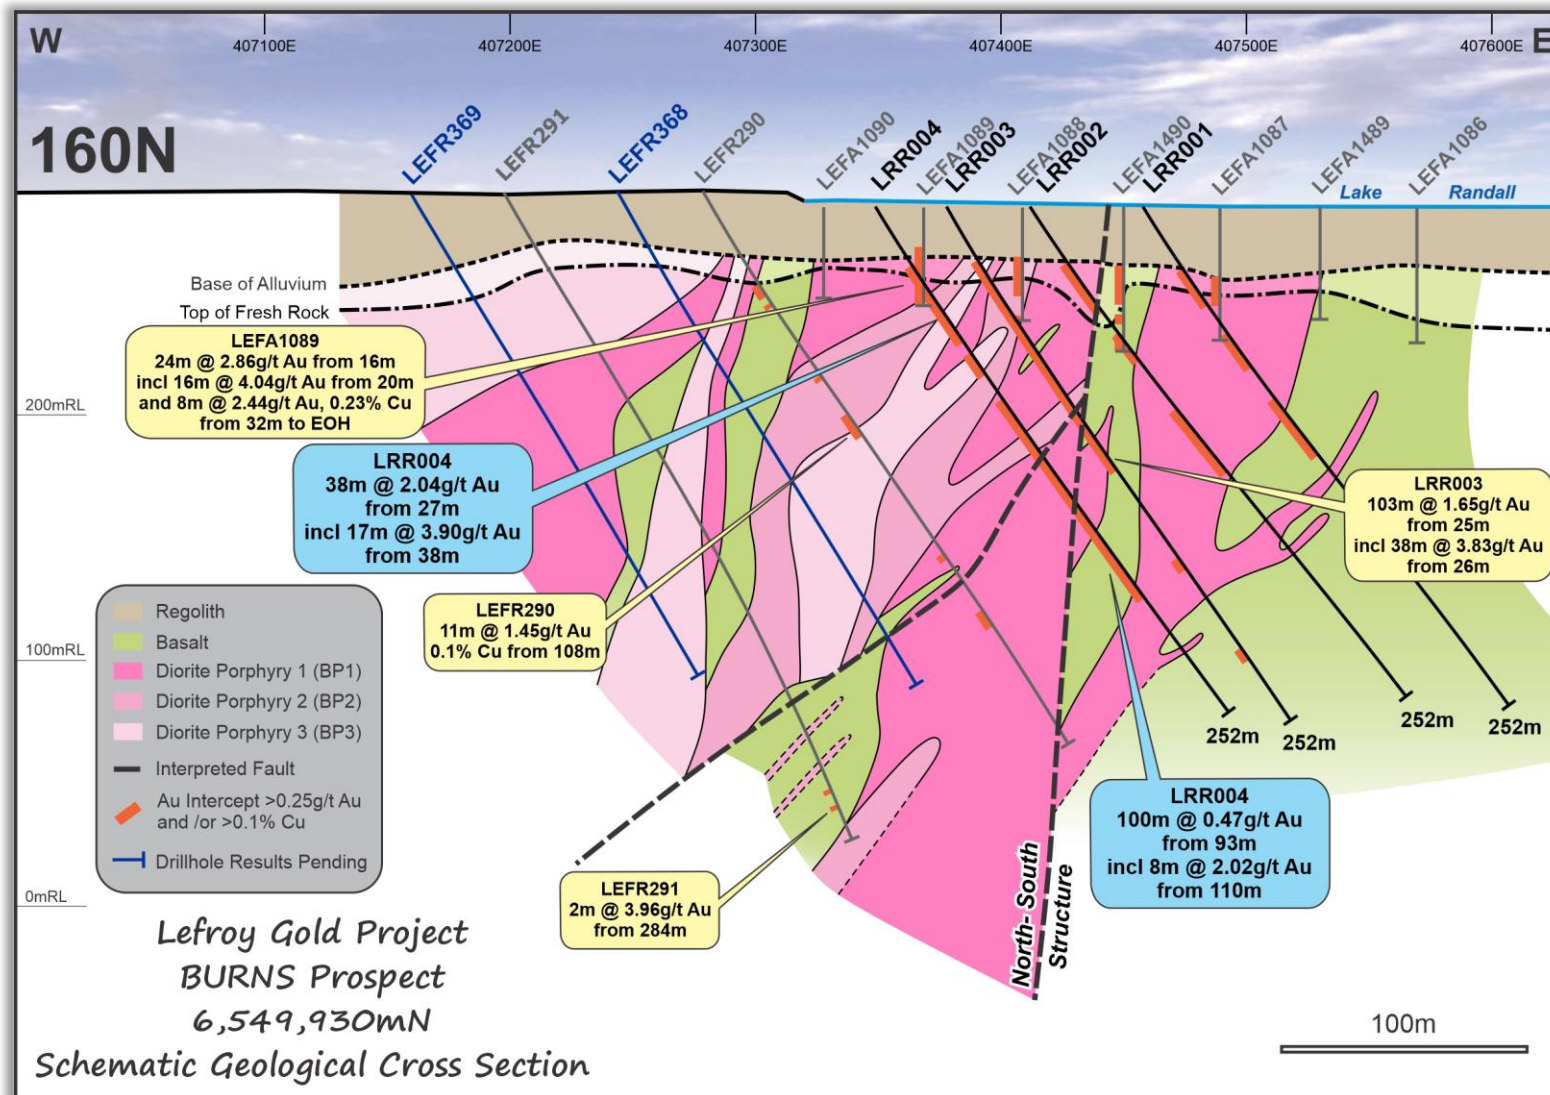 W
407100E
407200E
407300E
407400E
407500E
407600E
E
160N
LEFR369
LEFR291
LEFR368
LEFR290
LEFA1090
LRR004
LEFA1089
LRR003
LEFA1088
LRR002
LEFA1490
LRR001
LEFA1087
LEFA1489
LEFA1086
Lake Randall
Base of Alluvium
Top of Fresh Rock
LEFA1089
24m @ 2.86g/t Au from 16m
incl 16m @ 4.04g/t Au from 20m
and 8m @ 2.44g/t Au, 0.23% Cu
from 32m to EOH
200mRL
LRR004
38m @ 2.04g/t Au
from 27m
incl 17m @ 3.90g/t Au
from 38m
LRR003
103m @ 1.65g/t Au
from 25m
incl 38m @ 3.83g/t Au
from 26m
LEFR290
11m @ 1.45g/t Au
0.1% Cu from 108m
100mRL
Regolith
Basalt
Diorite Porphyry 1 (BP1)
Diorite Porphyry 2 (BP2)
Diorite Porphyry 3 (BP3)
Interpreted Fault
Au Intercept >0.25g/t Au
and /or >0.1% Cu
Drillhole Results Pending
252m
252m
252m
252m
LRR004
100m @ 0.47g/t Au
from 93m
incl 8m @ 2.02g/t Au
from 110m
LEFR291
2m @ 3.96g/t Au
from 284m
North- South
Structure
0mRL
Lefroy Gold Project
BURNS Prospect
6,549,930mN
Schematic Geological Cross Section
100m